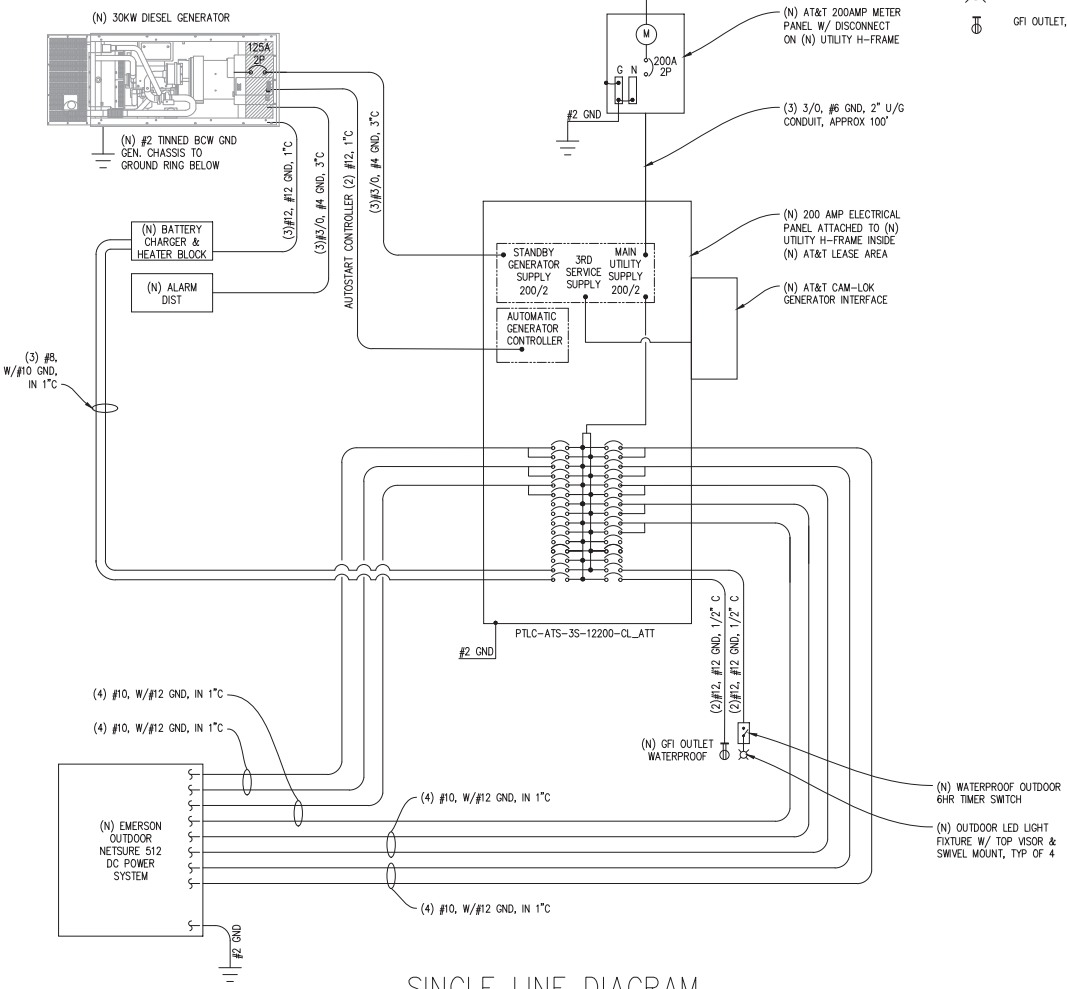 (N) 30KW DIESEL GENERATOR
125A
2P
(N) #2 TINNED BCW GND
GEN. CHASSIS TO
GROUND RING BELOW
(N) BATTERY
CHARGER &
HEATER BLOCK
(N) ALARM
DIST
(3)#12, #12 GND, 1"C
(3)#3/0, #4 GND, 3"C
AUTOSTART CONTROLLER (2) #12, 1"C
(3)#3/0, #4 GND, 3"C
M
200A
2P
G N
#2 GND
(N) AT&T 200AMP METER
PANEL W/ DISCONNECT
ON (N) UTILITY H-FRAME
GFI OUTLET,
(3) 3/0, #6 GND, 2" U/G
CONDUIT, APPROX 100'
(N) 200 AMP ELECTRICAL
PANEL ATTACHED TO (N)
UTILITY H-FRAME INSIDE
(N) AT&T LEASE AREA
(N) AT&T CAM-LOK
GENERATOR INTERFACE
STANDBY
GENERATOR
SUPPLY
200/2
3RD
SERVICE
SUPPLY
MAIN
UTILITY
SUPPLY
200/2
AUTOMATIC
GENERATOR
CONTROLLER
(3) #8,
W/#10 GND,
IN 1"C
PTLC-ATS-3S-12200-CL_ATT
#2 GND
(2)#12, #12 GND, 1/2" C
(2)#12, #12 GND, 1/2" C
(4) #10, W/#12 GND, IN 1"C
(4) #10, W/#12 GND, IN 1"C
(N) GFI OUTLET
WATERPROOF
(N) WATERPROOF OUTDOOR
6HR TIMER SWITCH
(N) OUTDOOR LED LIGHT
FIXTURE W/ TOP VISOR &
SWIVEL MOUNT, TYP OF 4
(N) EMERSON
OUTDOOR
NETSURE 512
DC POWER
SYSTEM
(4) #10, W/#12 GND, IN 1"C
(4) #10, W/#12 GND, IN 1"C
#2 GND
SINGLE LINE DIAGRAM